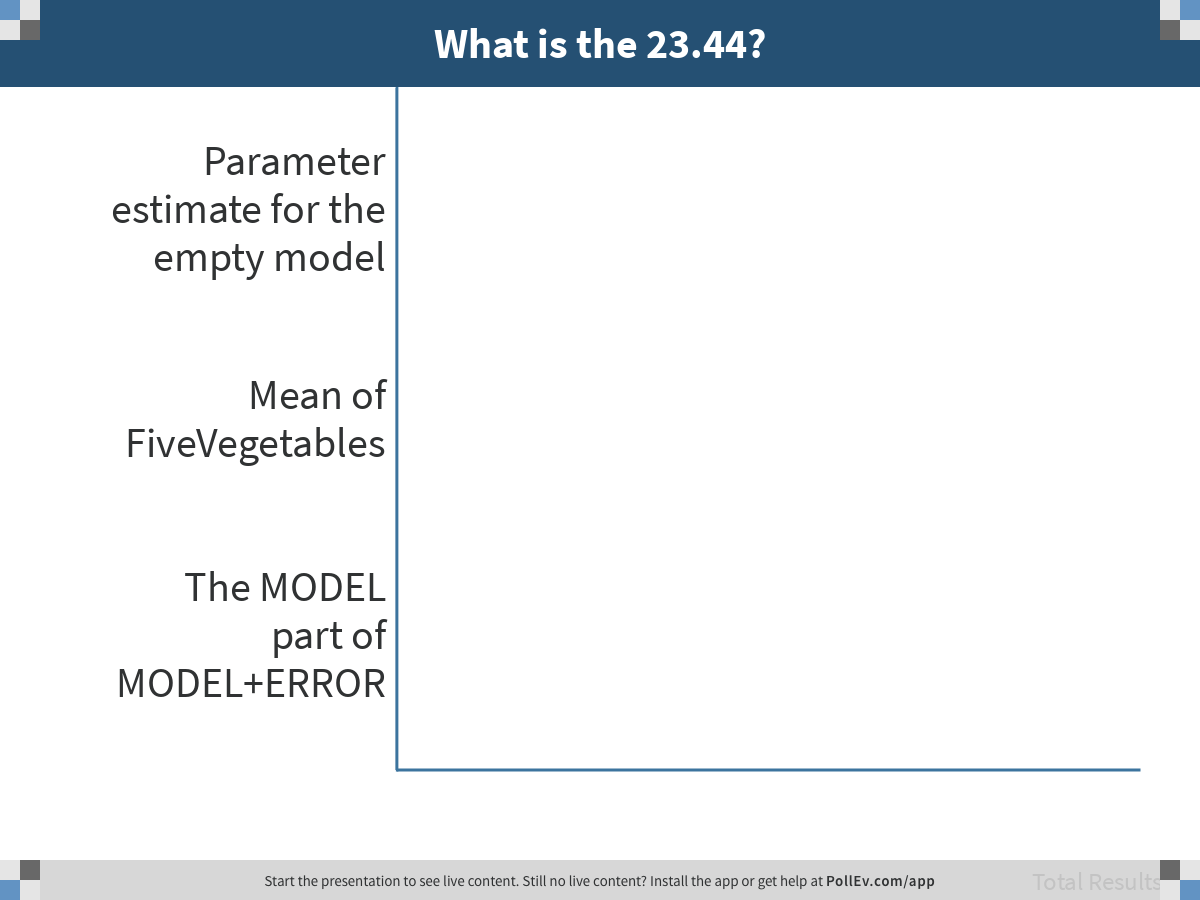 What is the 23.44?
Parameter
estimate for the
empty model
Mean of
FiveVegetables
The MODEL
part of
MODEL+ERROR
Start the presentation to see live content. Still no live content? Install the app or get help at PollEv.com/app
Total Results